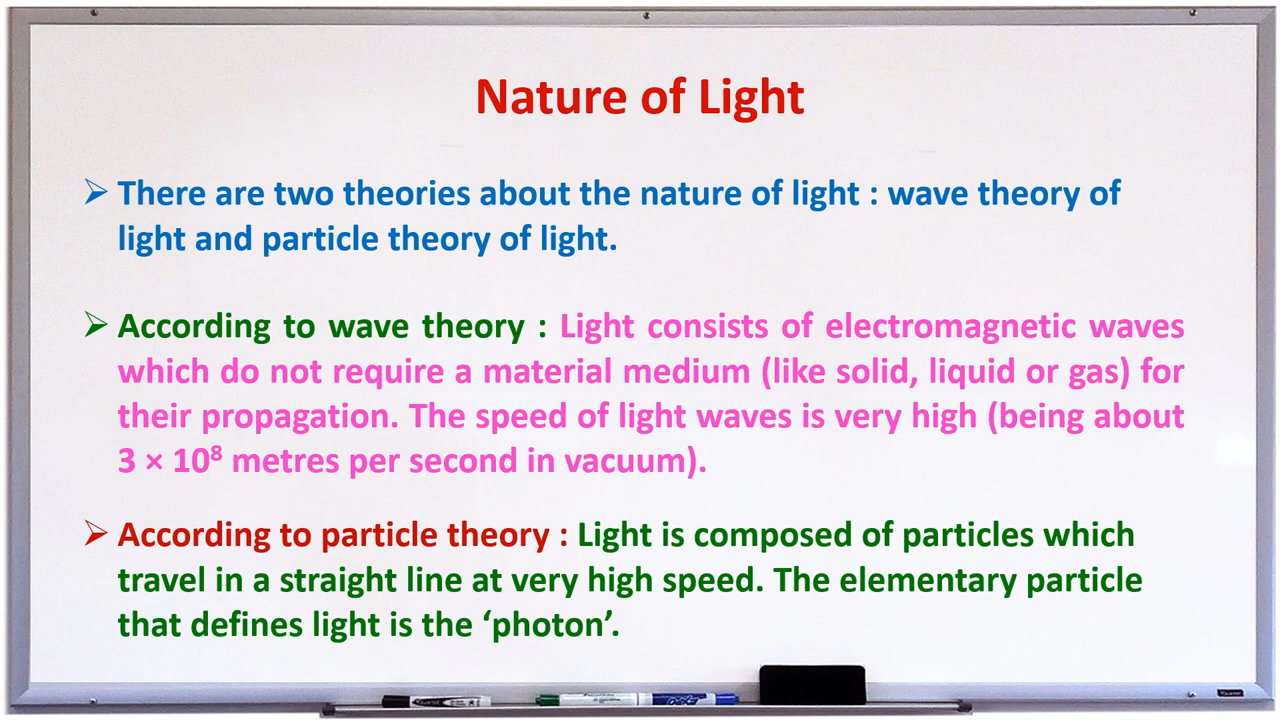 Nature of Light
➢ There are two theories about the nature of light : wave theory of
light and particle theory of light.
➢ According to wave theory : Light consists of electromagnetic waves
which do not require a material medium (like solid, liquid or gas) for
their propagation. The speed of light waves is very high (being about
3 × 10⁸ metres per second in vacuum).
➢ According to particle theory : Light is composed of particles which
travel in a straight line at very high speed. The elementary particle
that defines light is the ‘photon’.